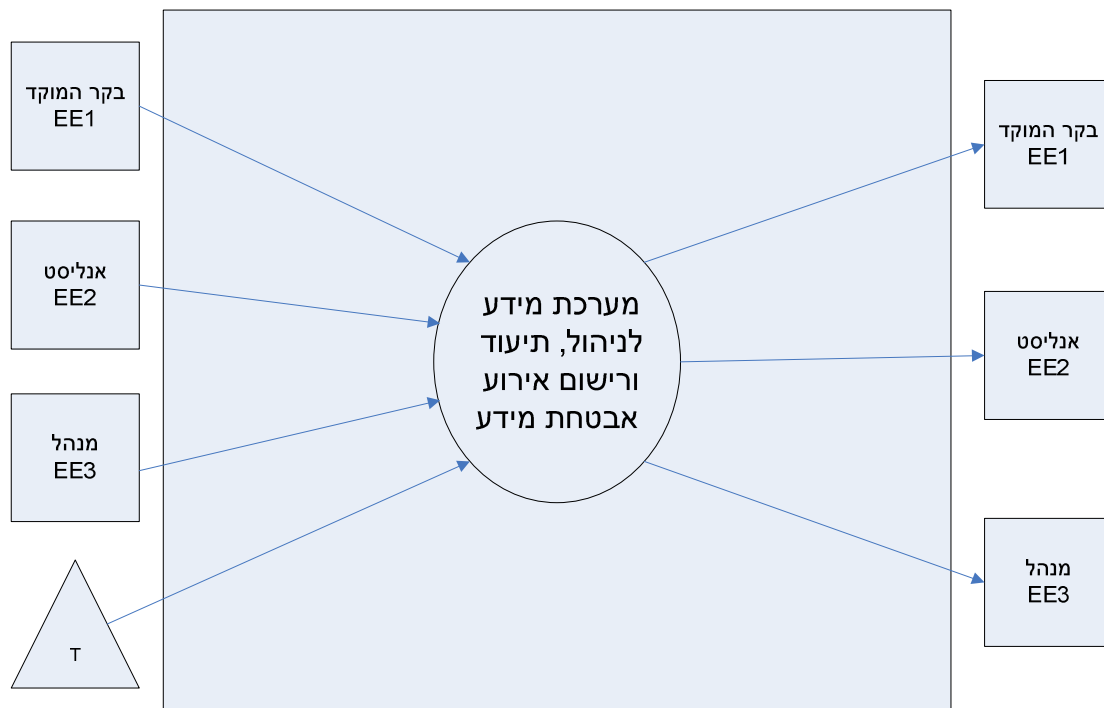 בקר המוקד
EE1
אנליסט
EE2
מנהל
EE3
T
מערכת מידע
לניהול, תיעוד
ורישום אירוע
אבטחת מידע
בקר המוקד
EE1
אנליסט
EE2
מנהל
EE3